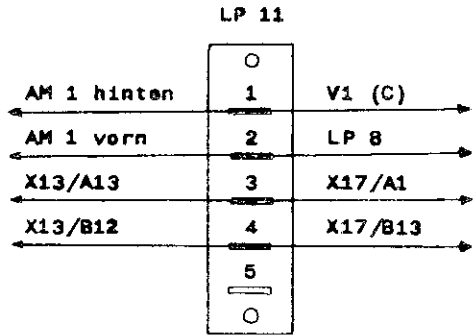 LP 11
AM 1 hinten 1 V1 (C)
AM 1 vorn 2 LP 8
X13/A13 3 X17/A1
X13/B12 4 X17/B13
5